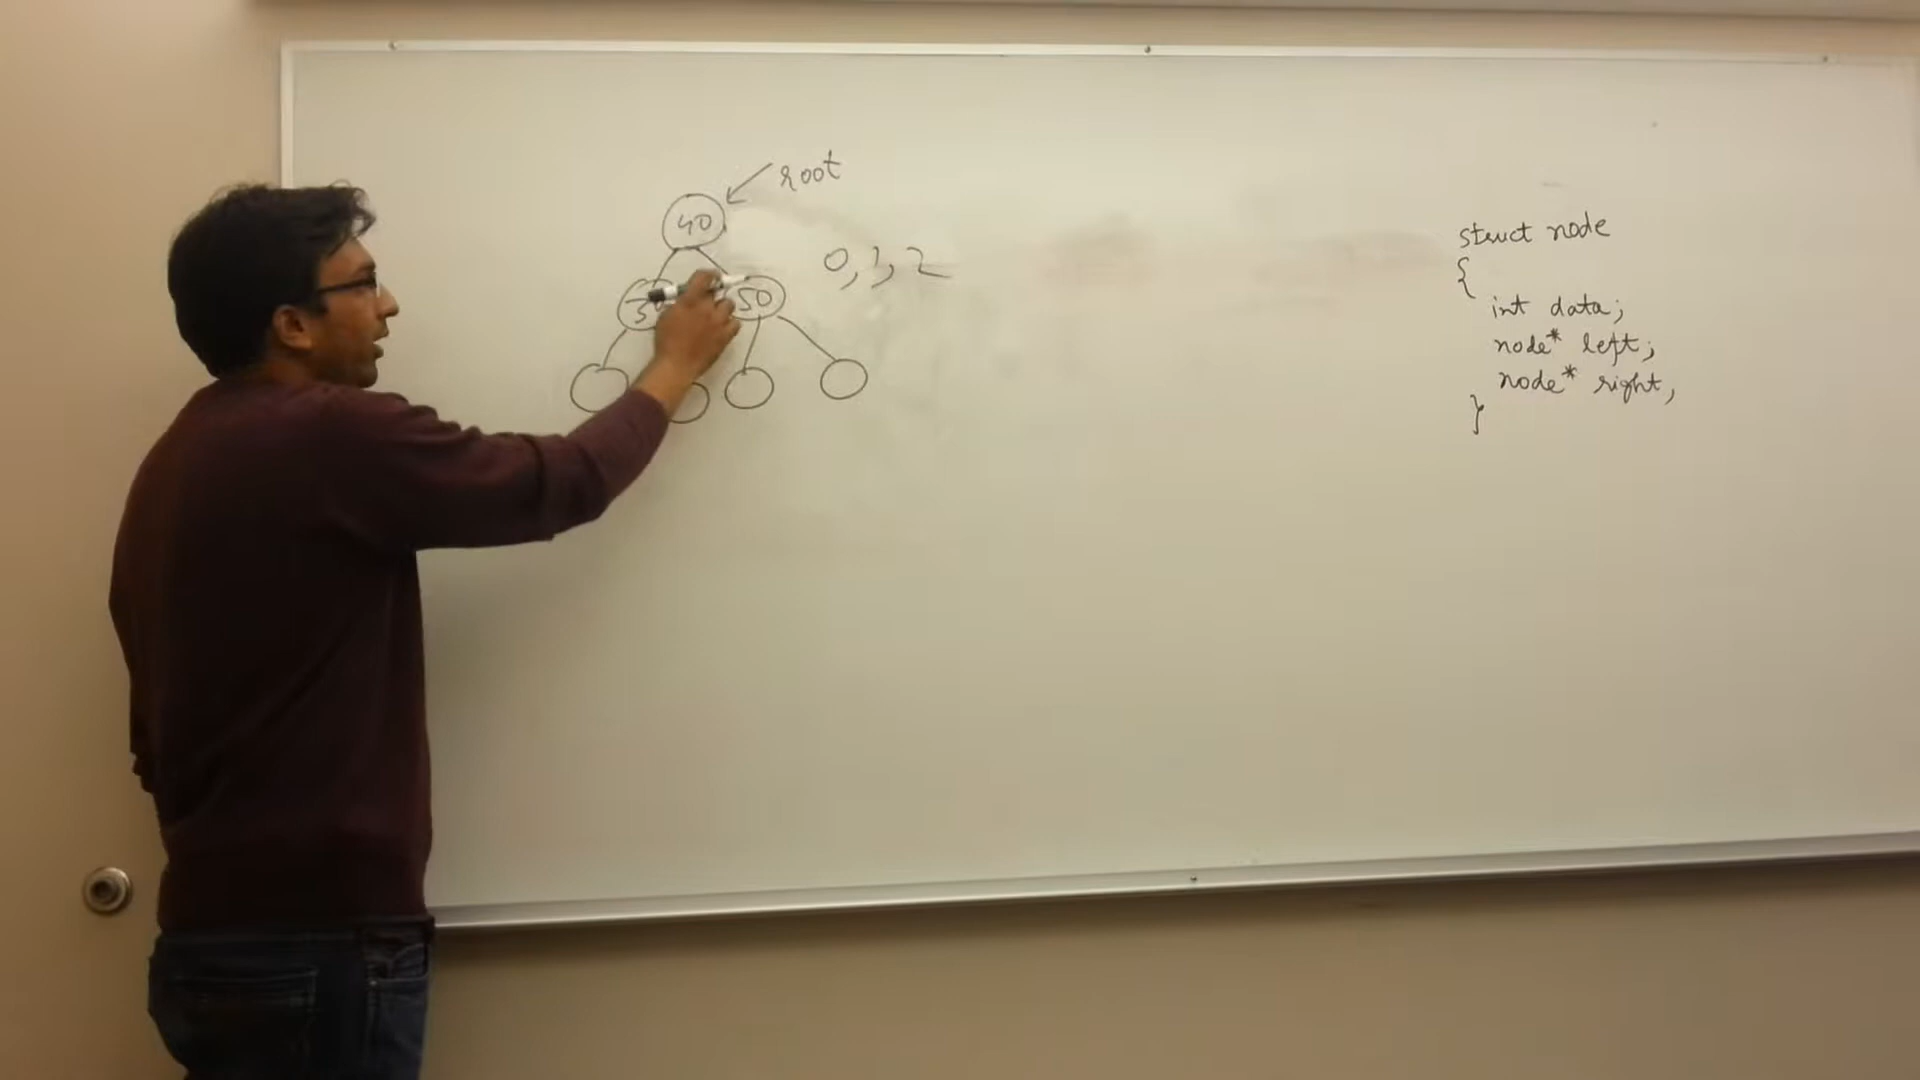 root
40
50
0, 1, 2
struct node
{
int data;
node* left;
node* right;
}